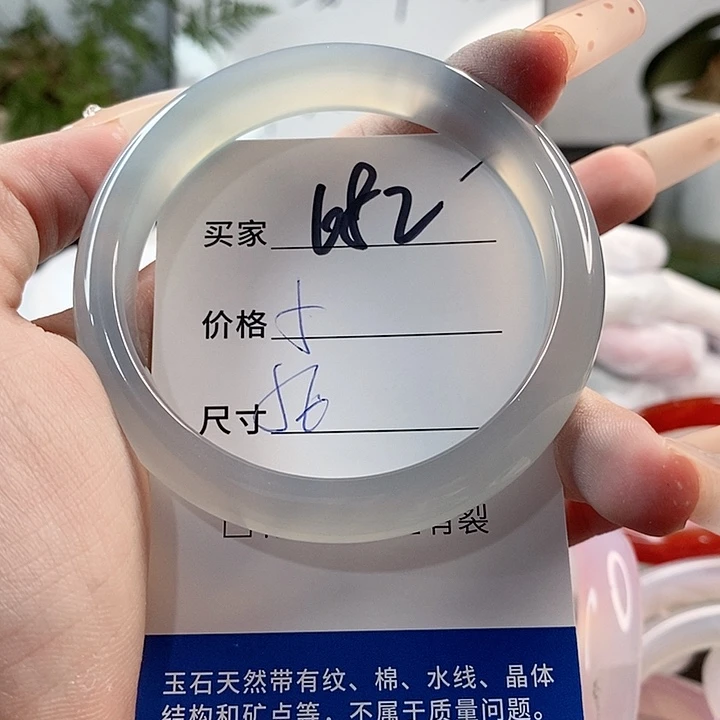 买家 682
价格
尺寸 56
有裂
玉石天然带有纹、棉、水线、晶体
结构和矿点等，不属于质量问题。